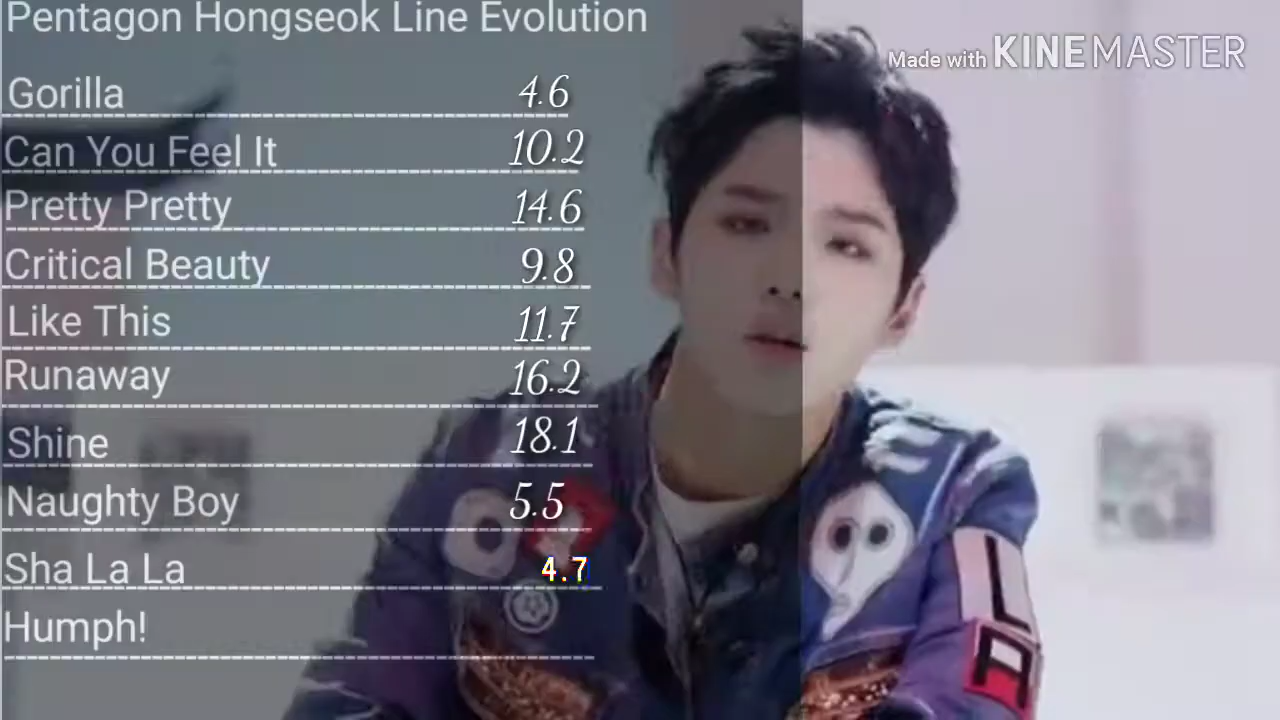 Pentagon Hongseok Line Evolution
Made with KINEMASTER
Gorilla 4.6
Can You Feel It 10.2
Pretty Pretty 14.6
Critical Beauty 9.8
Like This 11.7
Runaway 16.2
Shine 18.1
Naughty Boy 5.5
Sha La La 4.7
Humph!